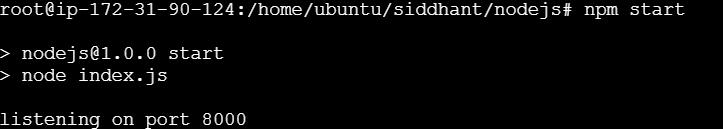 root@ip-172-31-90-124:/home/ubuntu/siddhant/nodejs# npm start
> nodejs@1.0.0 start
> node index.js
listening on port 8000